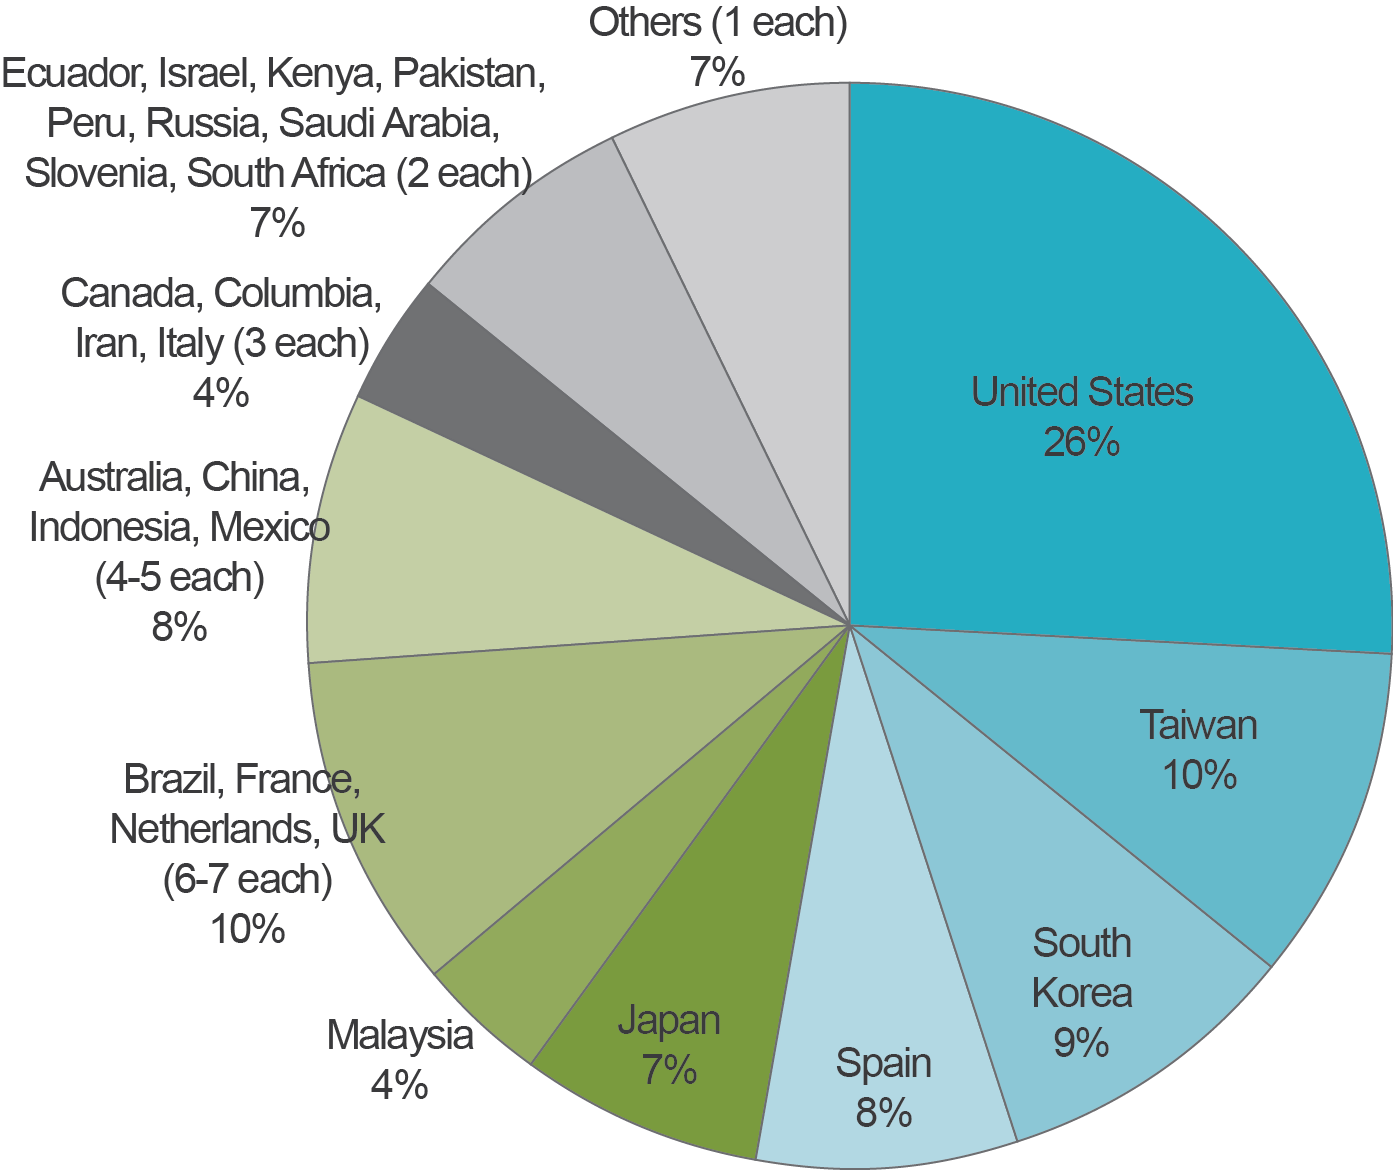 Others (1 each)
7%
Ecuador, Israel, Kenya, Pakistan,
Peru, Russia, Saudi Arabia,
Slovenia, South Africa (2 each)
7%
Canada, Columbia,
Iran, Italy (3 each)
4%
Australia, China,
Indonesia, Mexico
(4-5 each)
8%
Brazil, France,
Netherlands, UK
(6-7 each)
10%
Malaysia
4%
Japan
7%
Spain
8%
South
Korea
9%
Taiwan
10%
United States
26%